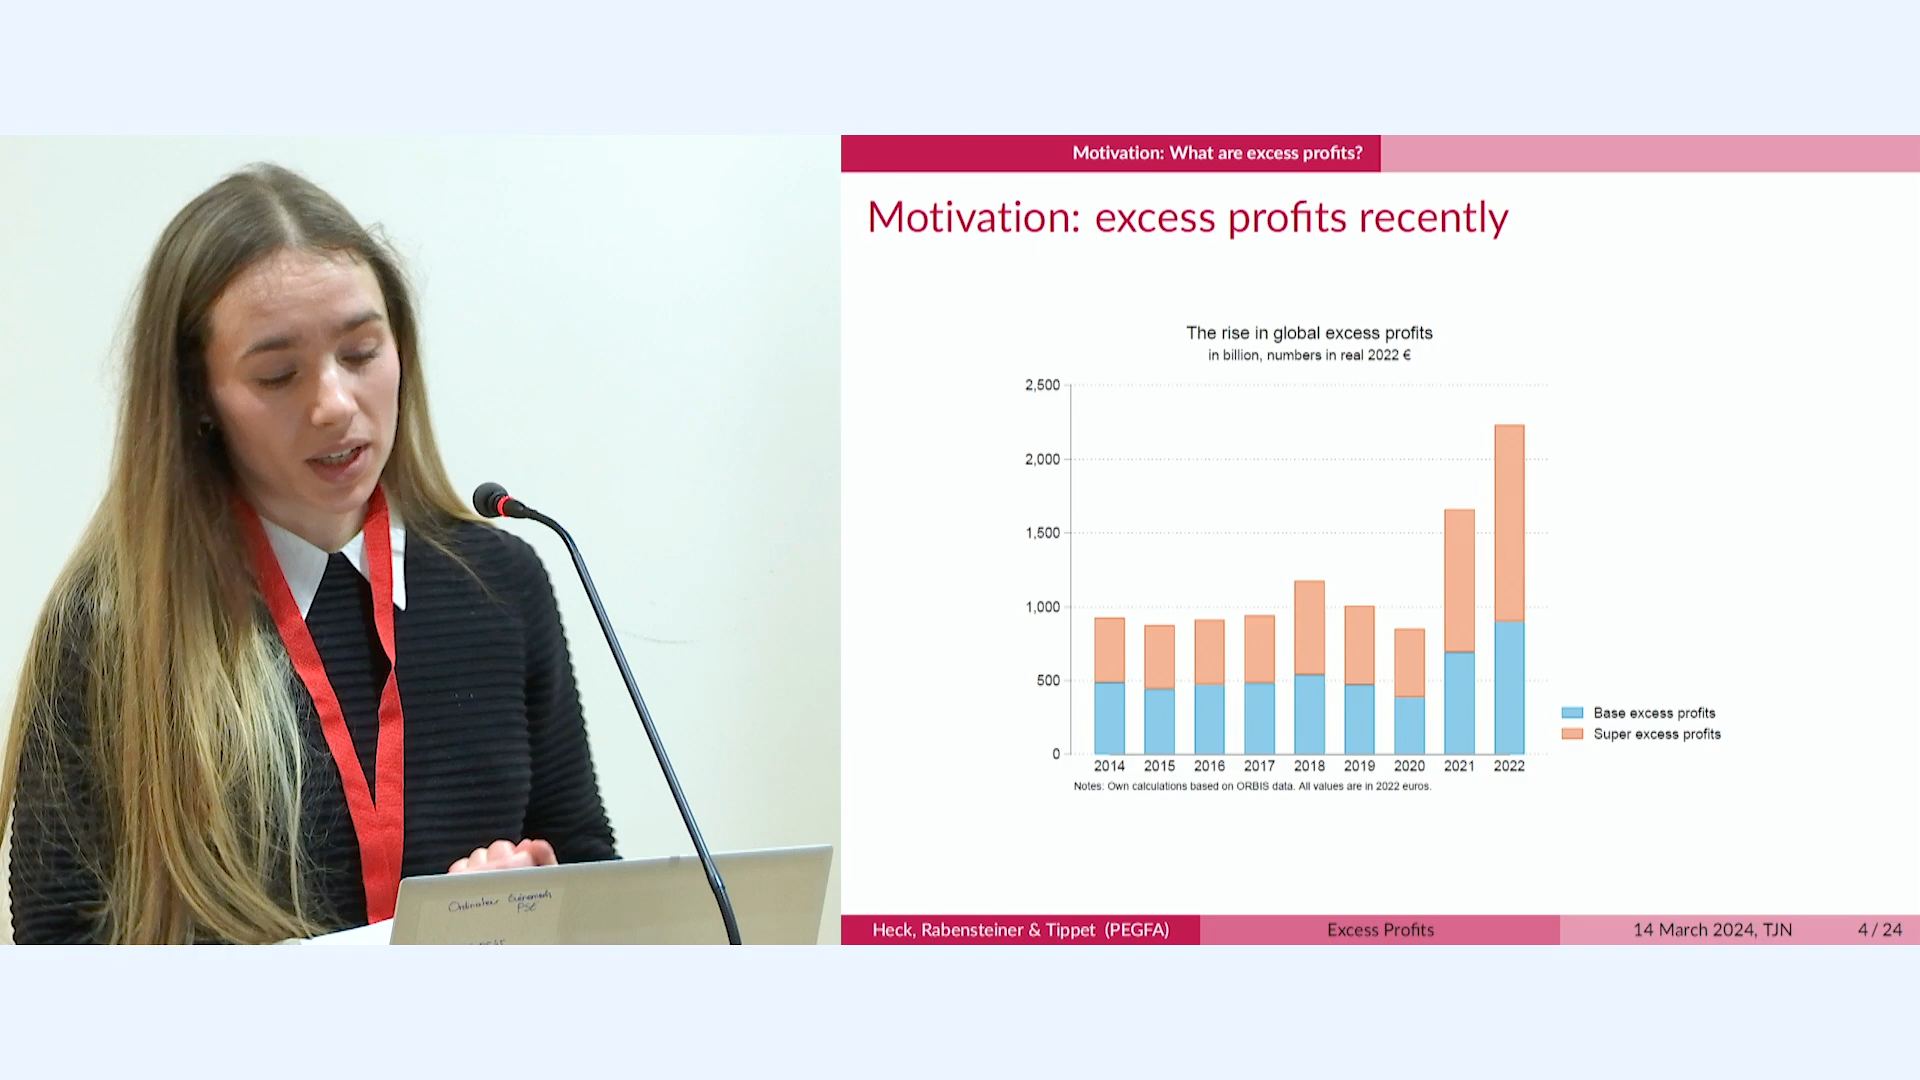 Motivation: What are excess profits?
Motivation: excess profits recently
The rise in global excess profits
in billion, numbers in real 2022 €
2,500
2,000
1,500
1,000
500
0
2014 2015 2016 2017 2018 2019 2020 2021 2022
Notes: Own calculations based on ORBIS data. All values are in 2022 euros.
Base excess profits
Super excess profits
Heck, Rabensteiner & Tippet (PEGFA) Excess Profits 14 March 2024, TJN 4 / 24
Ordinateur Événements
PSE